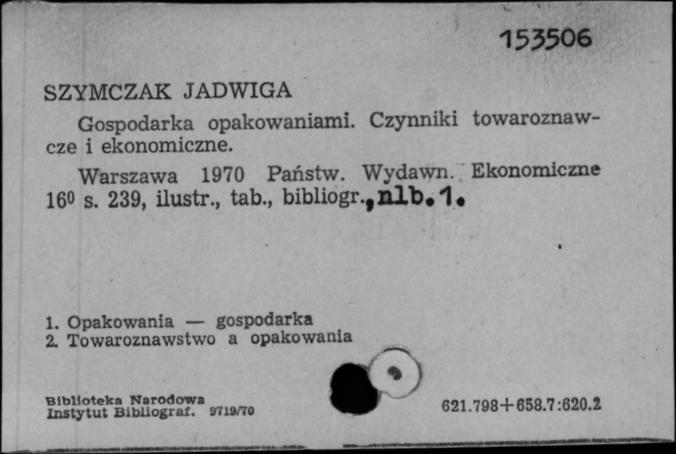 153506
SZYMCZAK JADWIGA
Gospodarka opakowaniami. Czynniki towaroznaw-
cze i ekonomiczne.
Warszawa 1970 Państw. Wydawn. Ekonomiczne
16⁰ s. 239, ilustr., tab., bibliogr., nlb. 1.
1. Opakowania — gospodarka
2. Towaroznawstwo a opakowania
Biblioteka Narodowa
Instytut Bibliograf. 9719/70
621.798+658.7:620.2